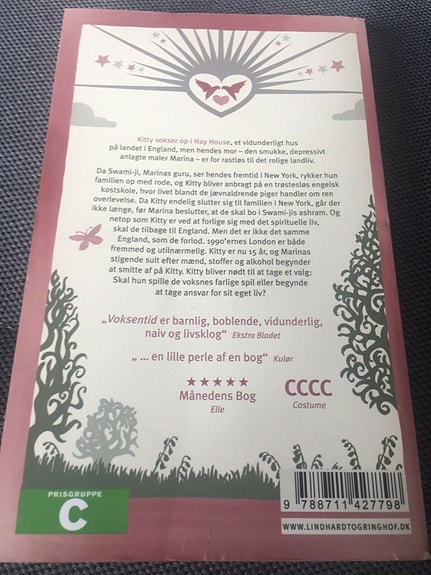 Kitty vokser op i Hay House, et vidunderligt hus
på landet i England, men hendes mor – den smukke, depressivt
anlagte maler Marina – er for rastløs til det rolige landliv.
Da Swami-ji, Marinas guru, ser hendes fremtid i New York, rykker hun
familien op med rode, og Kitty bliver anbragt på en trøstesløs engelsk
kostskole, hvor livet blandt de jævnaldrende piger handler om ren
overlevelse. Da Kitty endelig slutter sig til familien i New York, går der
ikke længe, før Marina beslutter, at de skal bo i Swami-jis ashram. Og
netop som Kitty er ved at forlige sig med det spirituelle liv,
skal de tilbage til England. Men det er ikke det samme
England, som de forlod. 1990'ernes London er både
fremmed og utilnærmelig. Kitty er nu 15 år, og Marinas
stigende sult efter mænd, stoffer og alkohol begynder
at smitte af på Kitty. Kitty bliver nødt til at tage et valg:
Skal hun spille de voksnes farlige spil eller begynde
at tage ansvar for sit eget liv?
„Voksentid er barnlig, boblende, vidunderlig,
naiv og livsklog" Ekstra Bladet
„ ... en lille perle af en bog" Kulør
★★★★★
Månedens Bog
Elle
CCCC
Costume
PRISGRUPPE
C
9 788711 427798
WWW.LINDHARDTOGRINGHOF.DK